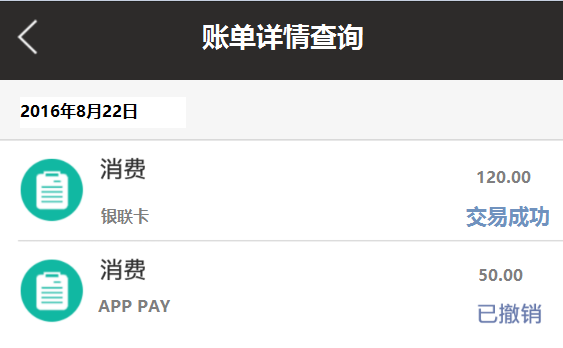 账单详情查询
2016年8月22日
消费
120.00
银联卡
交易成功
消费
50.00
APP PAY
已撤销